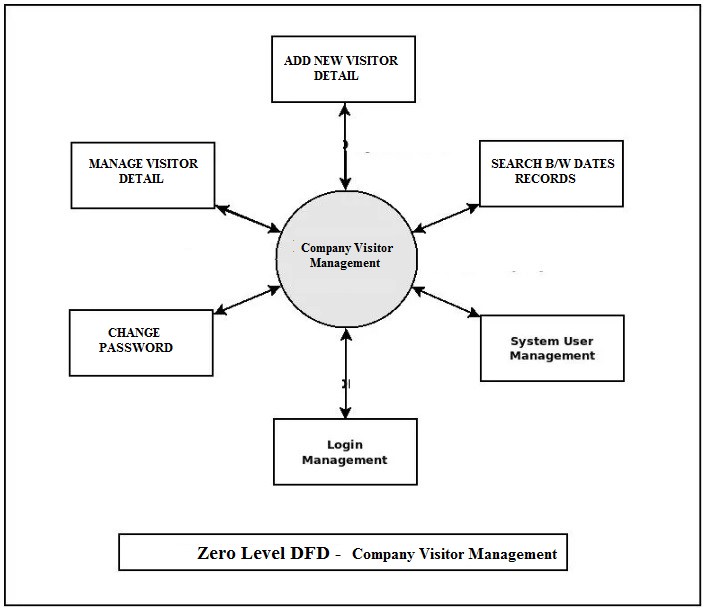 ADD NEW VISITOR
DETAIL
MANAGE VISITOR
DETAIL
SEARCH B/W DATES
RECORDS
Company Visitor
Management
CHANGE
PASSWORD
System User
Management
Login
Management
Zero Level DFD - Company Visitor Management